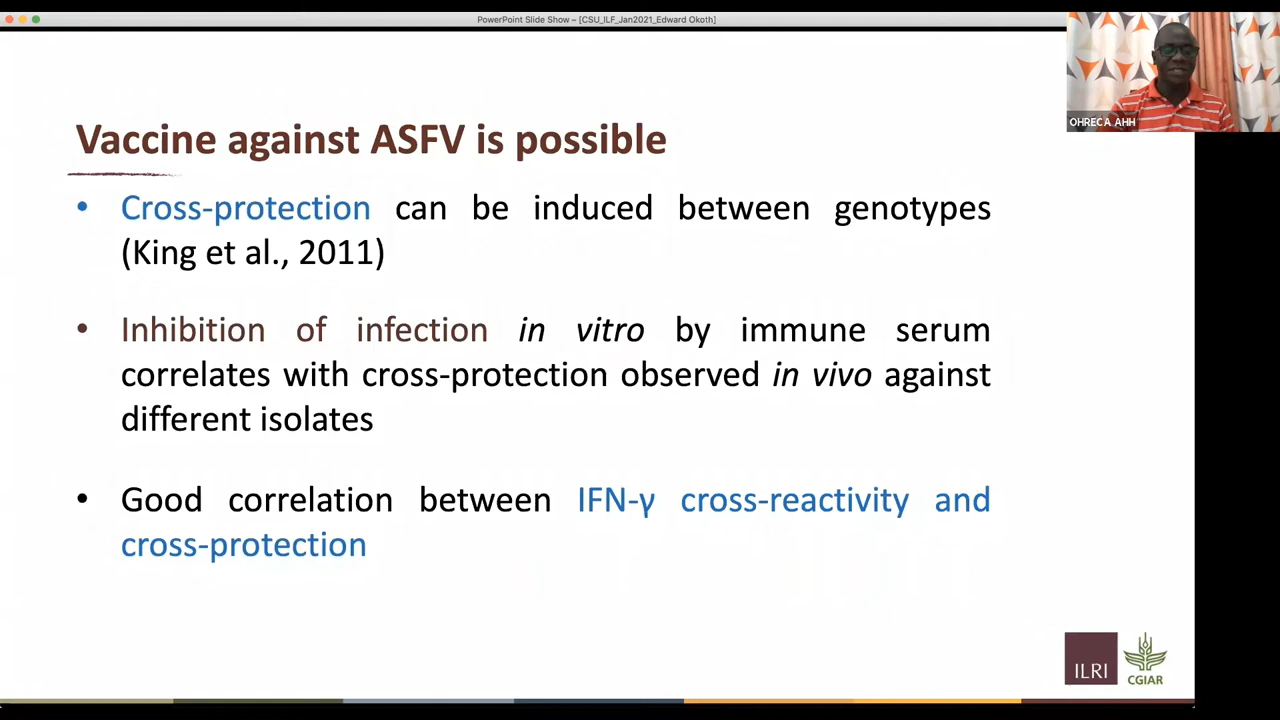 PowerPoint Slide Show – [CSU_ILF_Jan2021_Edward Okoth]
OHRECA AHH
Vaccine against ASFV is possible
• Cross-protection can be induced between genotypes
(King et al., 2011)
• Inhibition of infection in vitro by immune serum
correlates with cross-protection observed in vivo against
different isolates
• Good correlation between IFN-γ cross-reactivity and
cross-protection
ILRI
CGIAR